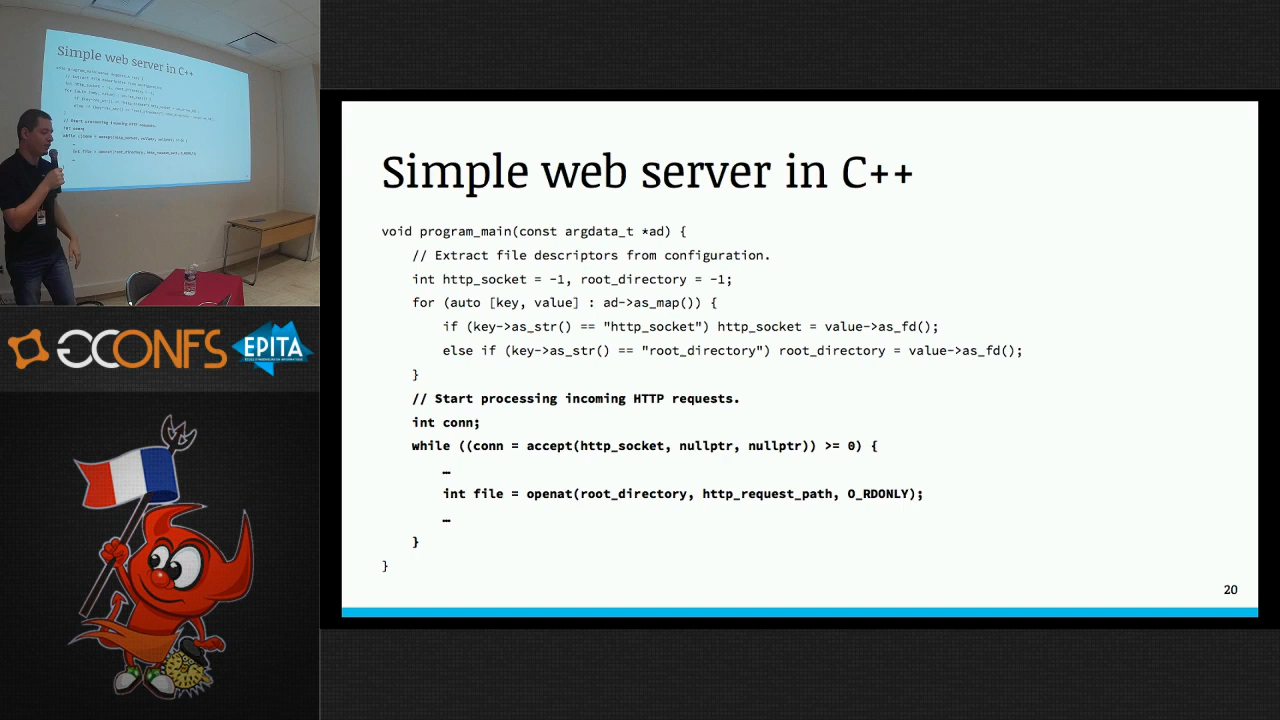 Simple web server in C++
void program_main(const argdata_t *ad) {
// Extract file descriptors from configuration.
int http_socket = -1, root_directory = -1;
for (auto [key, value] : ad->as_map()) {
if (key->as_str() == "http_socket") http_socket = value->as_fd();
else if (key->as_str() == "root_directory") root_directory = value->as_fd();
}
// Start processing incoming HTTP requests.
int conn;
while ((conn = accept(http_socket, nullptr, nullptr)) >= 0) {
…
int file = openat(root_directory, http_request_path, O_RDONLY);
…
}
}
20
Simple web server in C++
GCONFS
EPITA